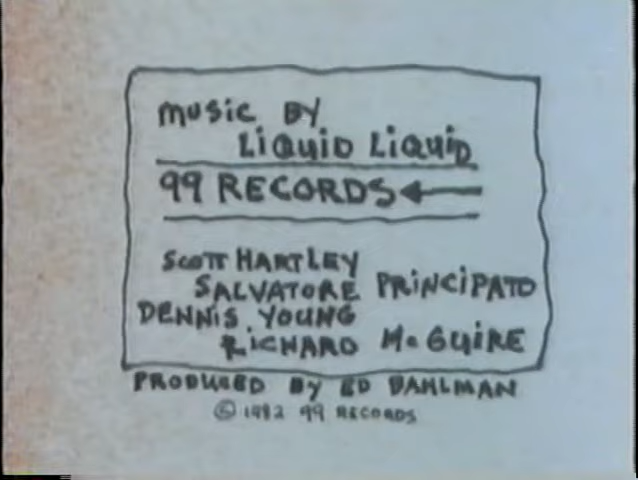 music BY
LiQUiD LiQUiD
99 RECORDS
SCOTT HARTLEY
SALVATORE PRiNCiPATO
DENNIS YOUNG
RiCHARD McGUiRE
PRODUCED BY ED BAHLMAN
© 1982 99 RECORDS